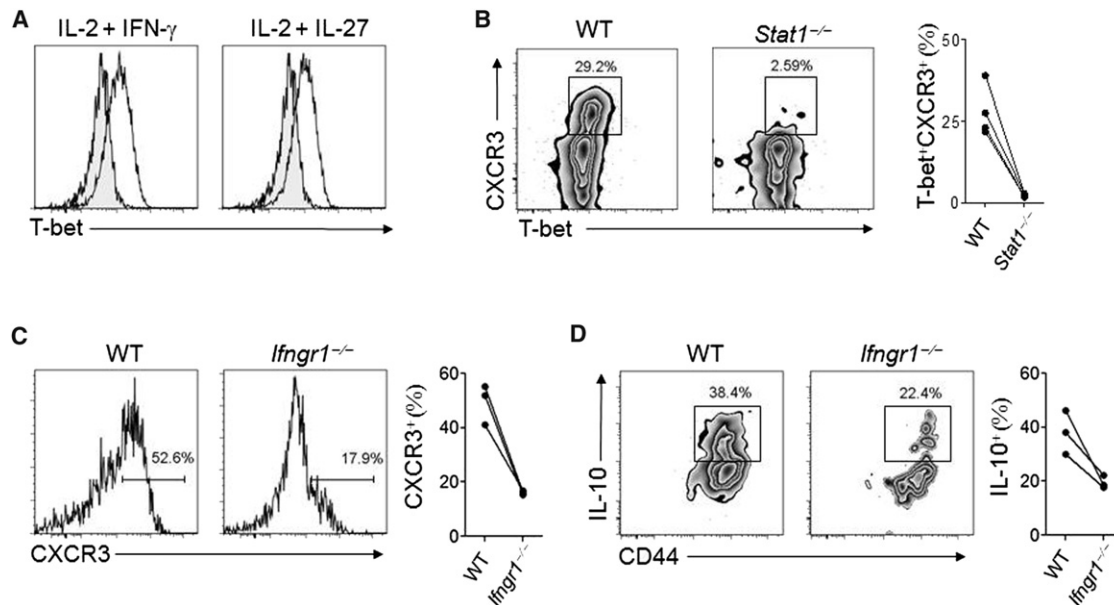 A
IL-2 + IFN-γ
IL-2 + IL-27
T-bet
B
WT
Stat1−/−
29.2%
2.59%
CXCR3
T-bet
T-bet⁺CXCR3⁺ (%)
50
25
0
WT
Stat1−/−
C
WT
Ifngr1−/−
52.6%
17.9%
CXCR3
CXCR3⁺ (%)
60
40
20
0
WT
Ifngr1−/−
D
WT
Ifngr1−/−
38.4%
22.4%
IL-10
CD44
IL-10⁺ (%)
60
40
20
0
WT
Ifngr1−/−